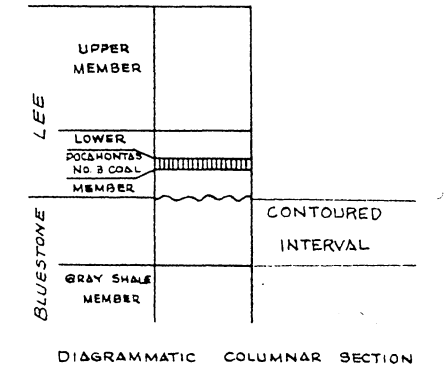 UPPER
MEMBER
LEE
LOWER
POCAHONTAS
NO. 3 COAL
MEMBER
CONTOURED
INTERVAL
BLUESTONE
GRAY SHALE
MEMBER
DIAGRAMMATIC COLUMNAR SECTION